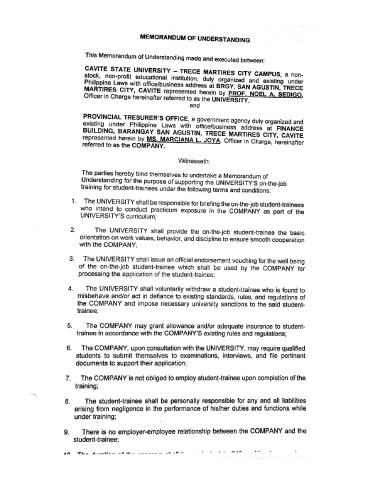 MEMORANDUM OF UNDERSTANDING
This Memorandum of Understanding made and executed between:
CAVITE STATE UNIVERSITY – TRECE MARTIRES CITY CAMPUS, a non-
stock, non-profit educational institution, duly organized and existing under
Philippine Laws with office/business address at BRGY. SAN AGUSTIN, TRECE
MARTIRES CITY, CAVITE represented herein by PROF. NOEL A. SEDIGO,
Officer in Charge hereinafter referred to as the UNIVERSITY.
and
PROVINCIAL TRESURER'S OFFICE, a government agency duly organized and
existing under Philippine Laws with office/business address at FINANCE
BUILDING, BARANGAY SAN AGUSTIN, TRECE MARTIRES CITY, CAVITE
represented herein by MS. MARCIANA L. JOYA, Officer in Charge, hereinafter
referred to as the COMPANY.
Witnesseth:
The parties hereby bind themselves to undertake a Memorandum of
Understanding for the purpose of supporting the UNIVERSITY'S on-the-job
training for student-trainees under the following terms and conditions:
1. The UNIVERSITY shall be responsible for briefing the on-the-job student-trainees
who intend to conduct practicum exposure in the COMPANY as part of the
UNIVERSITY'S curriculum;
2. The UNIVERSITY shall provide the on-the-job student-trainee the basic
orientation on work values, behavior, and discipline to ensure smooth cooperation
with the COMPANY;
3. The UNIVERSITY shall issue an official endorsement vouching for the well being
of the on-the-job student-trainee which shall be used by the COMPANY for
processing the application of the student-trainee;
4. The UNIVERSITY shall voluntarily withdraw a student-trainee who is found to
misbehave and/or act in defiance to existing standards, rules, and regulations of
the COMPANY and impose necessary university sanctions to the said student-
trainee;
5. The COMPANY may grant allowance and/or adequate insurance to student-
trainees in accordance with the COMPANY'S existing rules and regulations;
6. The COMPANY, upon consultation with the UNIVERSITY, may require qualified
students to submit themselves to examinations, interviews, and file pertinent
documents to support their application;
7. The COMPANY is not obliged to employ student-trainee upon completion of the
training;
8. The student-trainee shall be personally responsible for any and all liabilities
arising from negligence in the performance of his/her duties and functions while
under training;
9. There is no employer-employee relationship between the COMPANY and the
student-trainee;